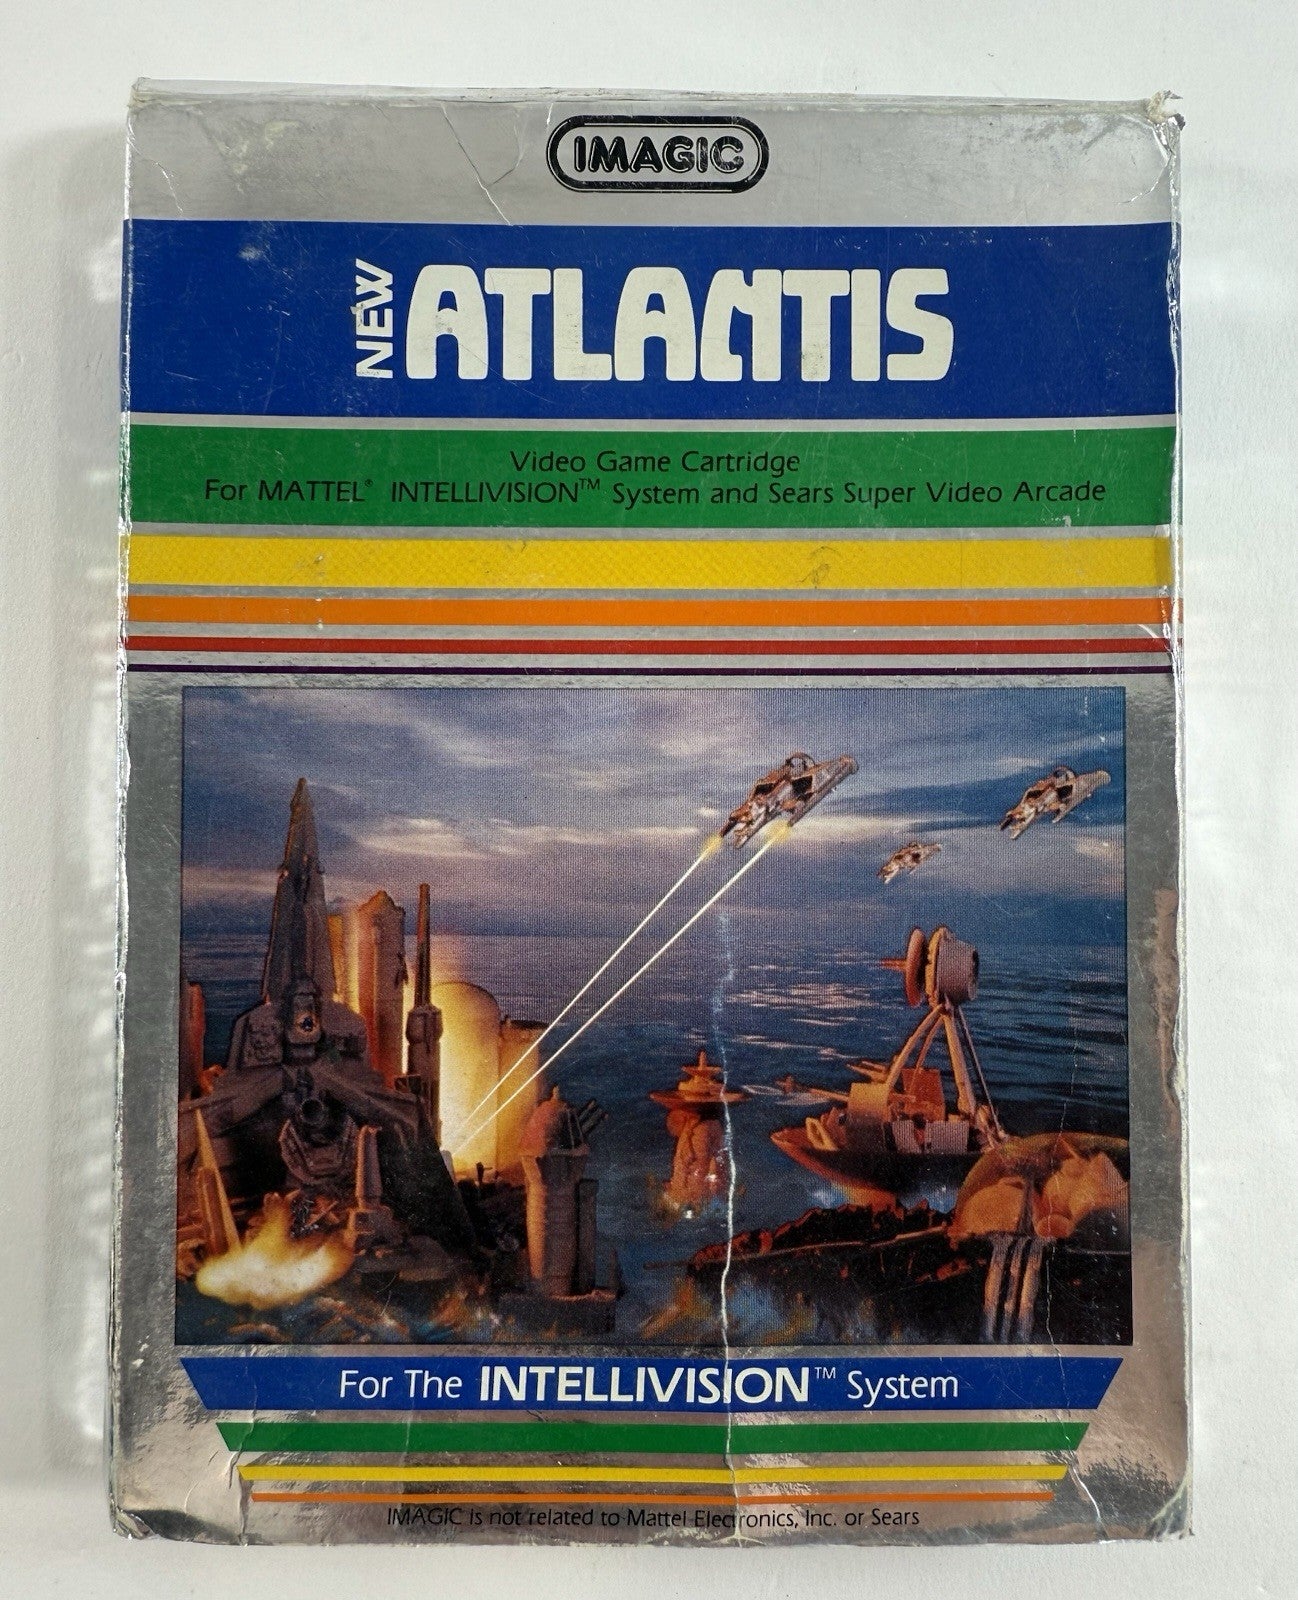 IMAGIC
NEW ATLANTIS
Video Game Cartridge
For MATTEL® INTELLIVISION™ System and Sears Super Video Arcade
For The INTELLIVISION™ System
IMAGIC is not related to Mattel Electronics, Inc. or Sears